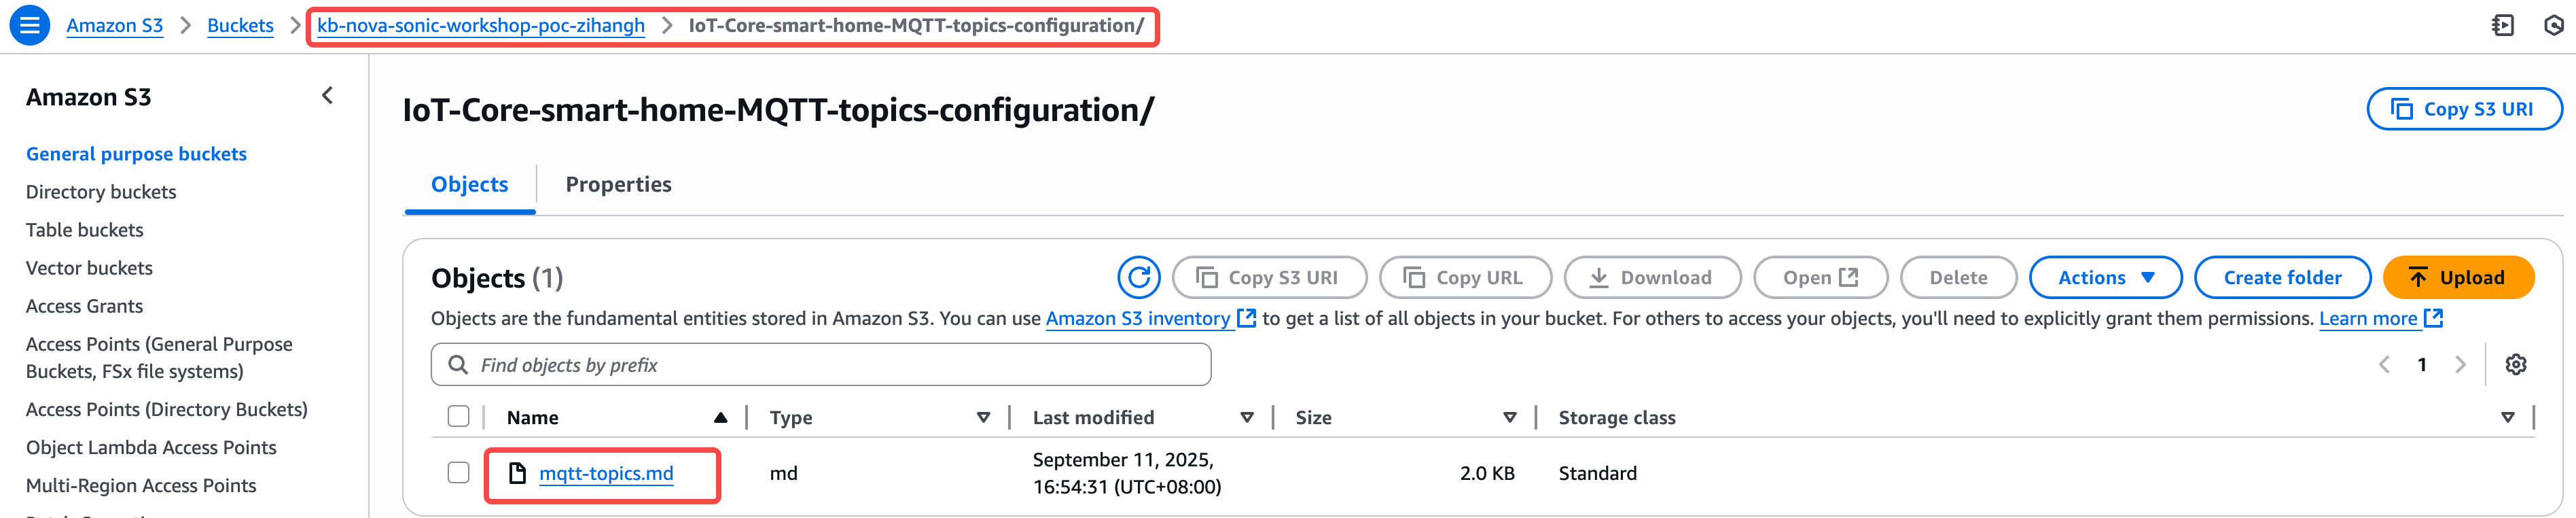 Amazon S3 > Buckets > kb-nova-sonic-workshop-poc-zihangh > IoT-Core-smart-home-MQTT-topics-configuration/
Amazon S3
General purpose buckets
Directory buckets
Table buckets
Vector buckets
Access Grants
Access Points (General Purpose
Buckets, FSx file systems)
Access Points (Directory Buckets)
Object Lambda Access Points
Multi-Region Access Points
IoT-Core-smart-home-MQTT-topics-configuration/
Copy S3 URI
Objects
Properties
Objects (1)
Copy S3 URI
Copy URL
Download
Open
Delete
Actions
Create folder
Upload
Objects are the fundamental entities stored in Amazon S3. You can use Amazon S3 inventory to get a list of all objects in your bucket. For others to access your objects, you'll need to explicitly grant them permissions. Learn more
Find objects by prefix
1
Name
Type
Last modified
Size
Storage class
mqtt-topics.md
md
September 11, 2025,
16:54:31 (UTC+08:00)
2.0 KB
Standard